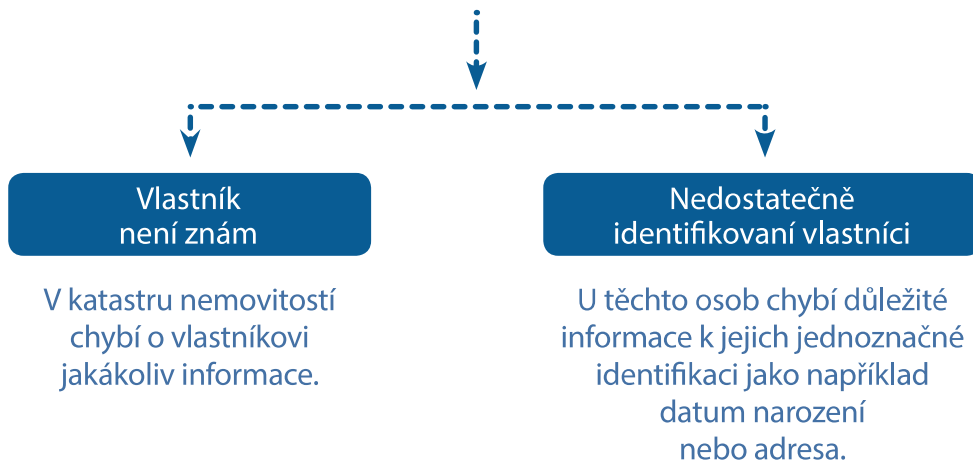 Vlastník
není znám
V katastru nemovitostí
chybí o vlastníkovi
jakákoliv informace.
Nedostatečně
identifikovaní vlastníci
U těchto osob chybí důležité
informace k jejich jednoznačné
identifikaci jako například
datum narození
nebo adresa.